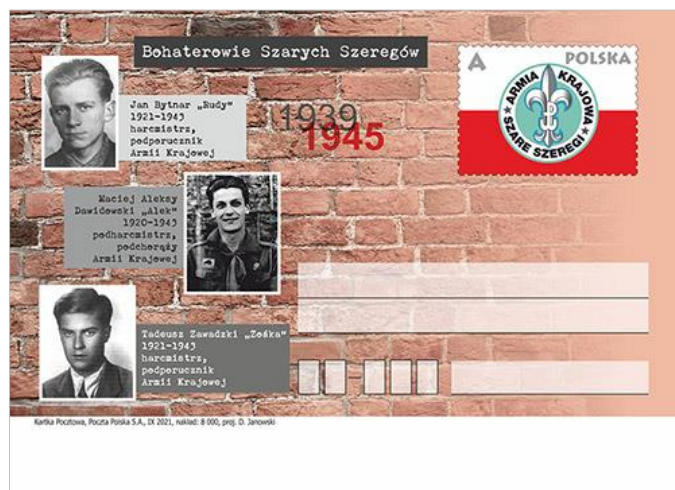 Bohaterowie Szarych Szeregów
A
POLSKA
ARMIA KRAJOWA
SZARE SZEREGI
1939
1945
Jan Bytnar „Rudy"
1921-1943
harcmistrz,
podporucznik
Armii Krajowej
Maciej Aleksy
Dawidowski „Alek"
1920-1943
podharcmistrz,
podchorąży
Armii Krajowej
Tadeusz Zawadzki „Zośka"
1921-1943
harcmistrz,
podporucznik
Armii Krajowej
Kartka Pocztowa, Poczta Polska S.A., IX 2021, nakład: 8 000, proj. D. Janowski